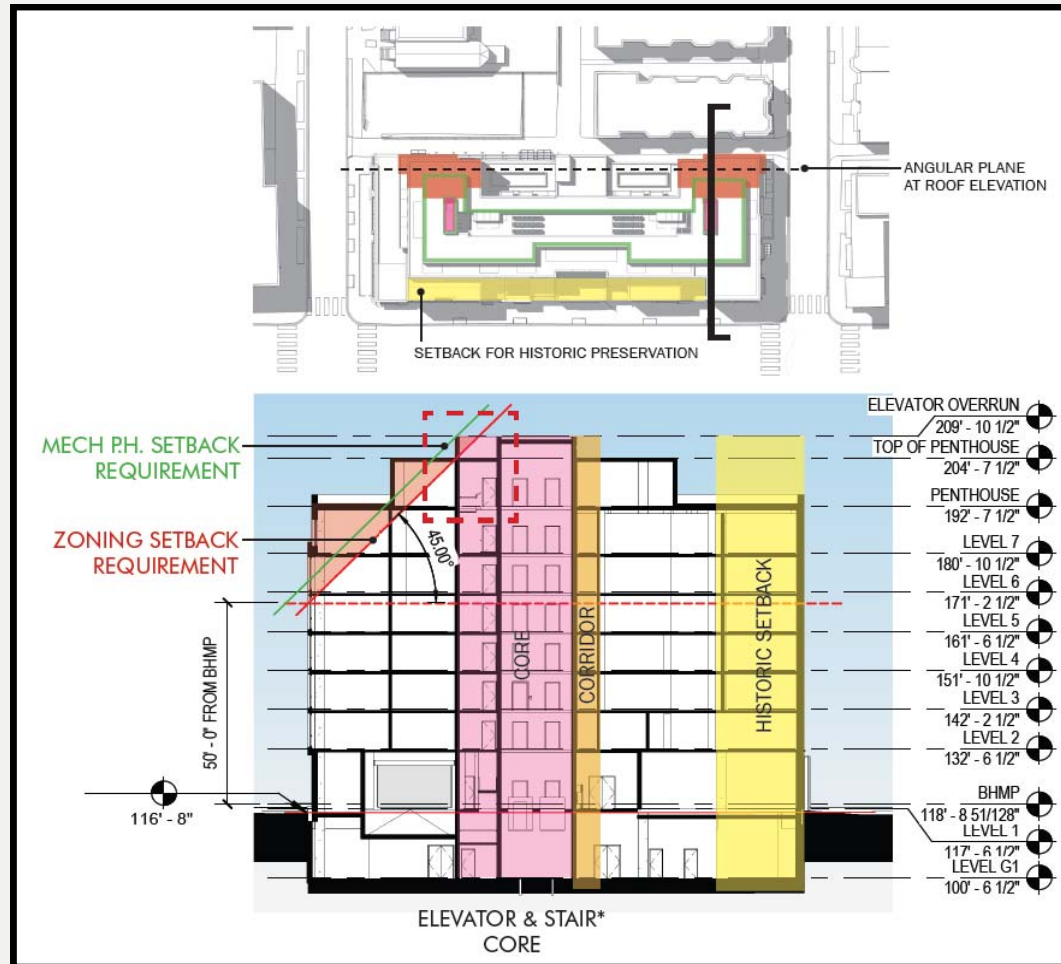 ANGULAR PLANE
AT ROOF ELEVATION
SETBACK FOR HISTORIC PRESERVATION
MECH P.H. SETBACK
REQUIREMENT
ZONING SETBACK
REQUIREMENT
45.00°
50' - 0" FROM BHMP
116' - 8"
CORE
CORRIDOR
HISTORIC SETBACK
ELEVATOR & STAIR*
CORE
ELEVATOR OVERRUN
209' - 10 1/2"
TOP OF PENTHOUSE
204' - 7 1/2"
PENTHOUSE
192' - 7 1/2"
LEVEL 7
180' - 10 1/2"
LEVEL 6
171' - 2 1/2"
LEVEL 5
161' - 6 1/2"
LEVEL 4
151' - 10 1/2"
LEVEL 3
142' - 2 1/2"
LEVEL 2
132' - 6 1/2"
BHMP
118' - 8 51/128"
LEVEL 1
117' - 6 1/2"
LEVEL G1
100' - 6 1/2"